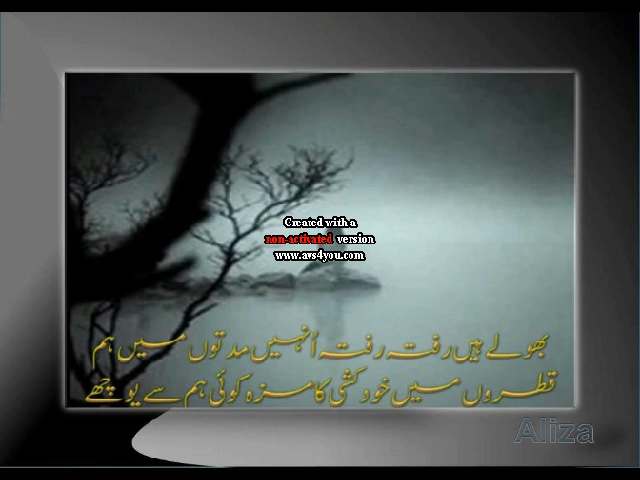 Created with a
non-activated version
www.avs4you.com
بھولے ہیں رفتہ رفتہ اُنہیں مدتوں میں ہم
قطروں میں خودکشی کا مزہ کوئی ہم سے پوچھے
Aliza